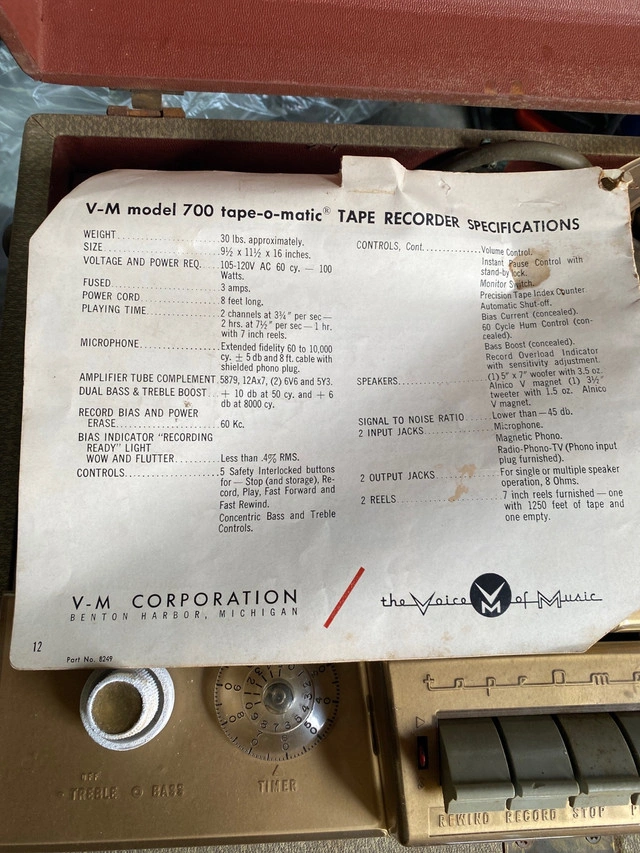 V-M model 700 tape-o-matic® TAPE RECORDER SPECIFICATIONS
WEIGHT 30 lbs. approximately.
SIZE 9½ x 11½ x 16 inches.
VOLTAGE AND POWER REQ. 105-120V AC 60 cy. — 100
Watts.
FUSED 3 amps.
POWER CORD 8 feet long.
PLAYING TIME 2 channels at 3¾" per sec—
2 hrs. at 7½" per sec — 1 hr.
with 7 inch reels.
MICROPHONE Extended fidelity 60 to 10,000
cy. ± 5 db and 8 ft. cable with
shielded phono plug.
AMPLIFIER TUBE COMPLEMENT 5879, 12Ax7, (2) 6V6 and 5Y3.
DUAL BASS & TREBLE BOOST + 10 db at 50 cy. and + 6
db at 8000 cy.
RECORD BIAS AND POWER
ERASE 60 Kc.
BIAS INDICATOR "RECORDING
READY" LIGHT
WOW AND FLUTTER Less than .4% RMS.
CONTROLS 5 Safety Interlocked buttons
for — Stop (and storage), Re-
cord, Play, Fast Forward and
Fast Rewind.
Concentric Bass and Treble
Controls.
CONTROLS, Cont. Volume Control.
Instant Pause Control with
stand-by lock.
Monitor Switch.
Precision Tape Index Counter
Automatic Shut-off.
Bias Current (concealed).
60 Cycle Hum Control (con-
cealed).
Bass Boost (concealed).
Record Overload Indicator
with sensitivity adjustment.
SPEAKERS (1) 5" x 7" woofer with 3.5 oz.
Alnico V magnet (1) 3½"
tweeter with 1.5 oz. Alnico
V magnet.
SIGNAL TO NOISE RATIO Lower than —45 db.
2 INPUT JACKS Microphone.
Magnetic Phono.
Radio-Phono-TV (Phono input
plug furnished).
2 OUTPUT JACKS For single or multiple speaker
operation, 8 Ohms.
2 REELS 7 inch reels furnished — one
with 1250 feet of tape and
one empty.
V-M CORPORATION
BENTON HARBOR, MICHIGAN
the Voice VM of Music
12
Part No. 8249
OFF
TREBLE BASS
TIMER
REWIND RECORD STOP